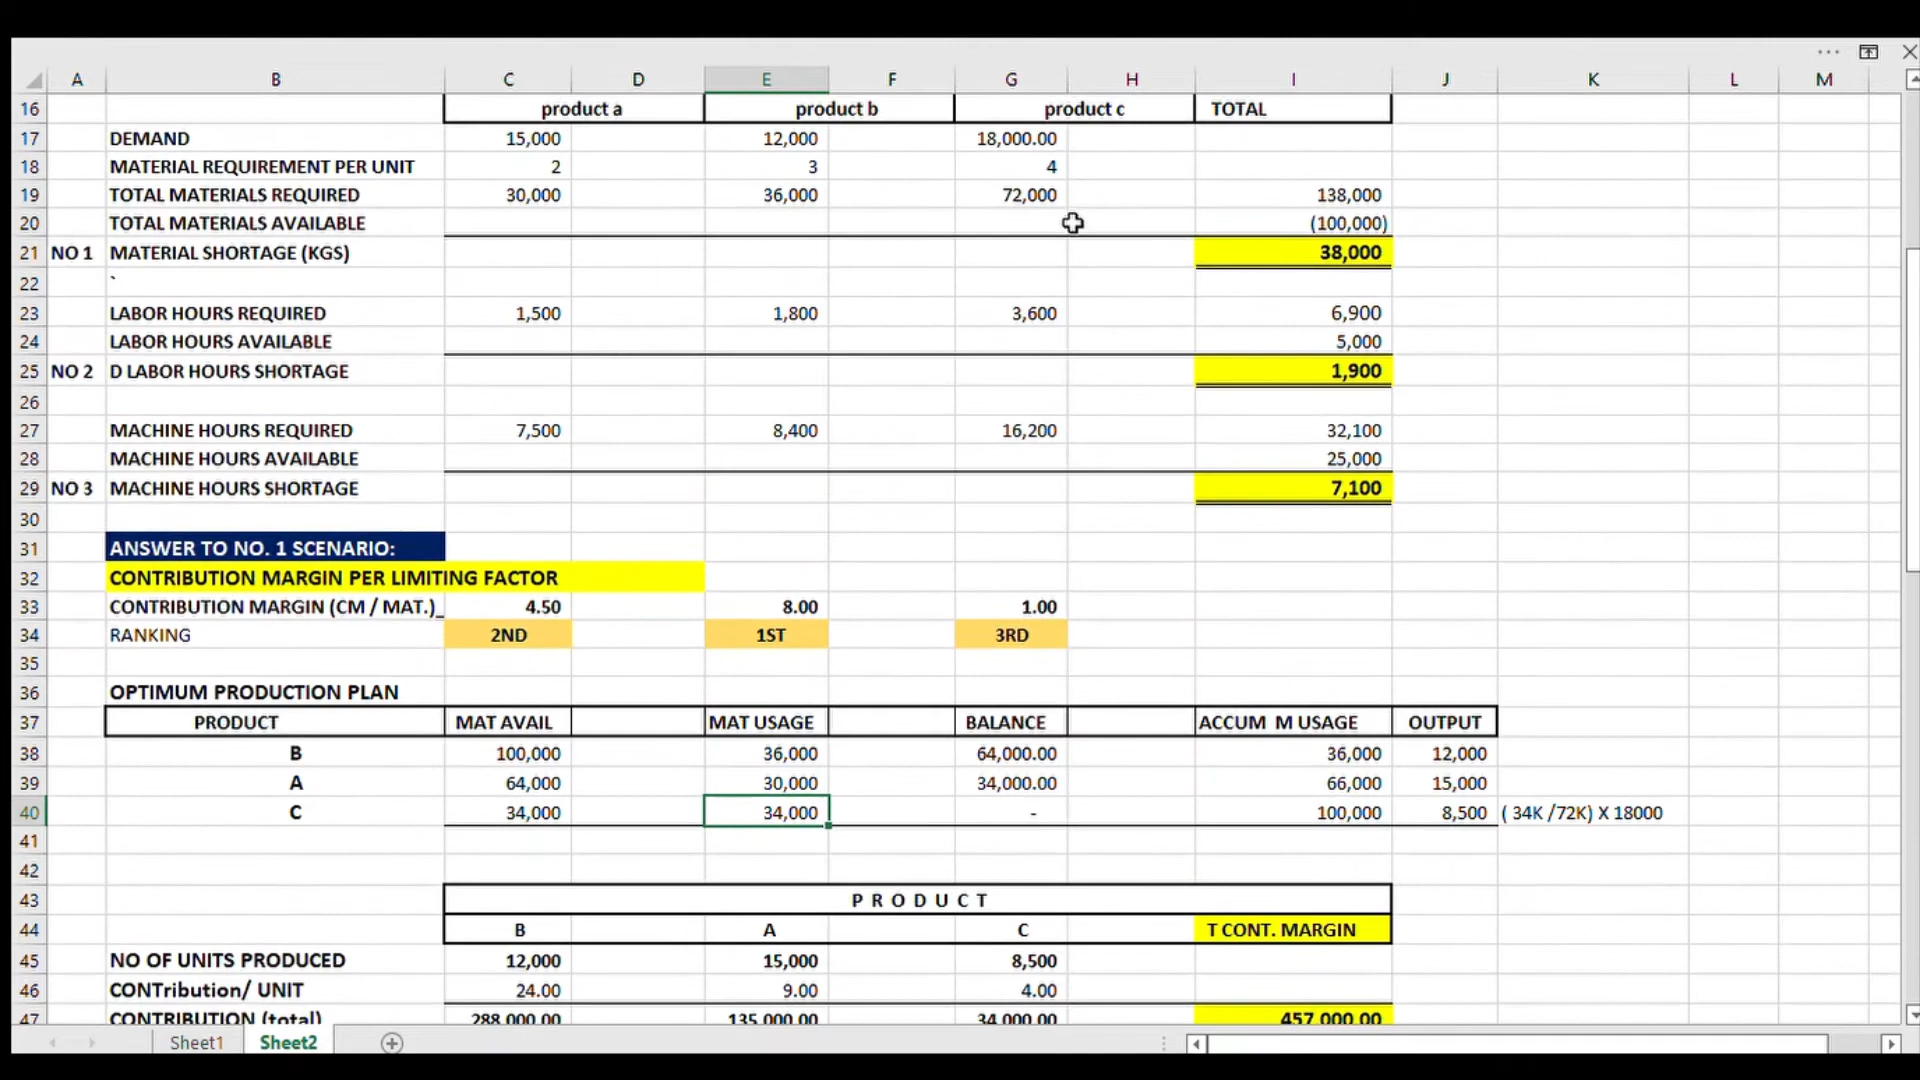 A B C D E F G H I J K L M
16 product a product b product c TOTAL
17 DEMAND 15,000 12,000 18,000.00
18 MATERIAL REQUIREMENT PER UNIT 2 3 4
19 TOTAL MATERIALS REQUIRED 30,000 36,000 72,000 138,000
20 TOTAL MATERIALS AVAILABLE (100,000)
21 NO 1 MATERIAL SHORTAGE (KGS) 38,000
22 `
23 LABOR HOURS REQUIRED 1,500 1,800 3,600 6,900
24 LABOR HOURS AVAILABLE 5,000
25 NO 2 D LABOR HOURS SHORTAGE 1,900
26
27 MACHINE HOURS REQUIRED 7,500 8,400 16,200 32,100
28 MACHINE HOURS AVAILABLE 25,000
29 NO 3 MACHINE HOURS SHORTAGE 7,100
30
31 ANSWER TO NO. 1 SCENARIO:
32 CONTRIBUTION MARGIN PER LIMITING FACTOR
33 CONTRIBUTION MARGIN (CM / MAT.)_ 4.50 8.00 1.00
34 RANKING 2ND 1ST 3RD
35
36 OPTIMUM PRODUCTION PLAN
37 PRODUCT MAT AVAIL MAT USAGE BALANCE ACCUM M USAGE OUTPUT
38 B 100,000 36,000 64,000.00 36,000 12,000
39 A 64,000 30,000 34,000.00 66,000 15,000
40 C 34,000 34,000 - 100,000 8,500 ( 34K /72K) X 18000
41
42
43 P R O D U C T
44 B A C T CONT. MARGIN
45 NO OF UNITS PRODUCED 12,000 15,000 8,500
46 CONTribution/ UNIT 24.00 9.00 4.00
47 CONTRIBUTION (total) 288,000.00 135,000.00 34,000.00 457,000.00
Sheet1 Sheet2